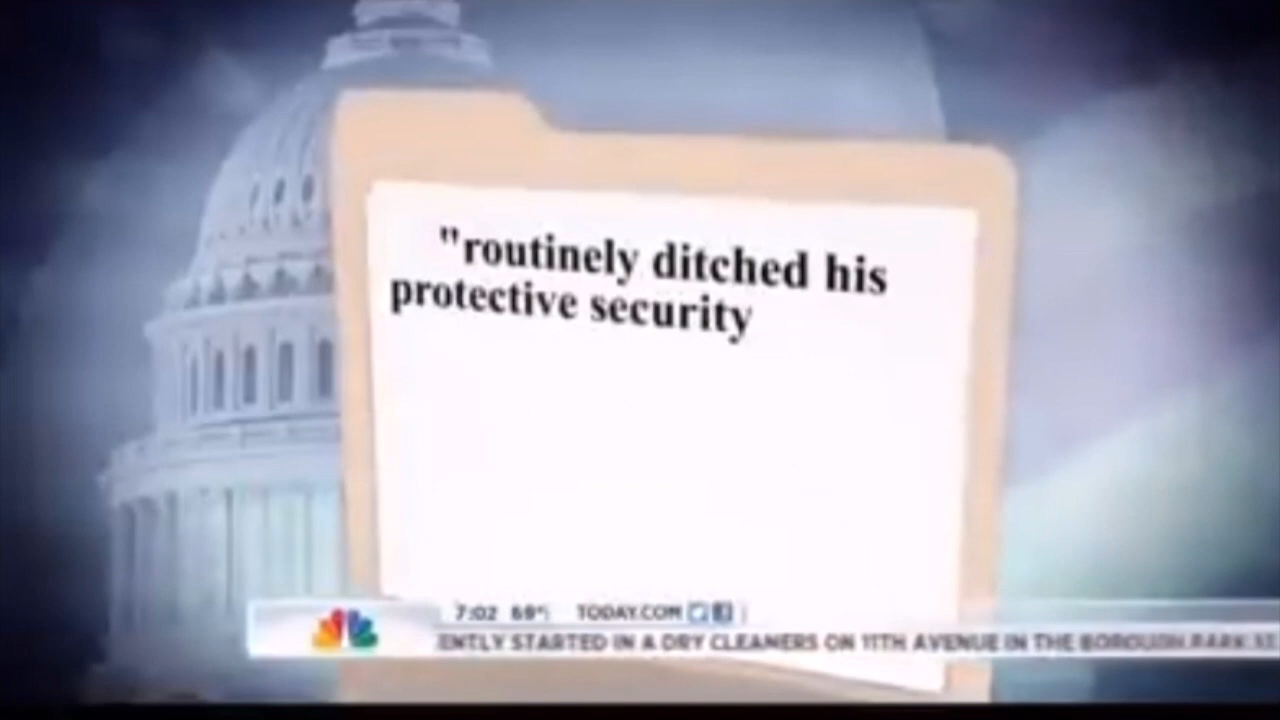 "routinely ditched his
protective security
7:02 69°
TODAY.COM
ENTLY STARTED IN A DRY CLEANERS ON 11TH AVENUE IN THE BOROUGH PARK